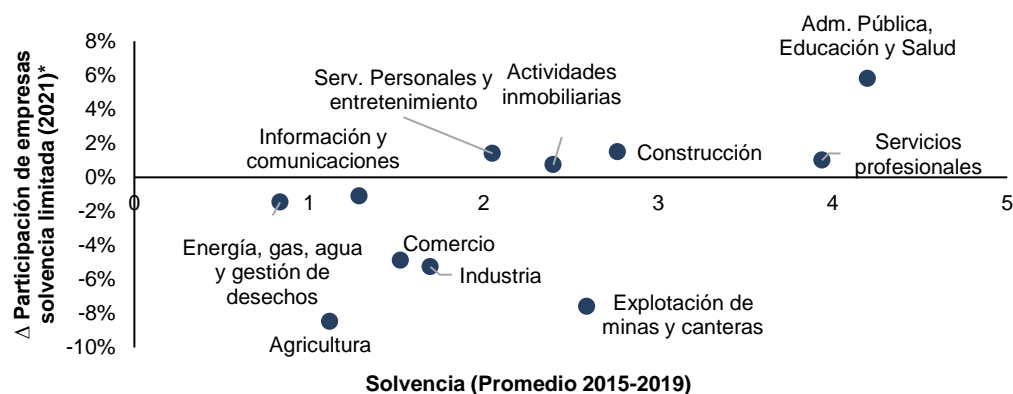 Δ Participación de empresas
solvencia limitada (2021)*
8%
6%
4%
2%
0%
-2%
-4%
-6%
-8%
-10%
0
1
2
3
4
5
Adm. Pública,
Educación y Salud
Serv. Personales y
entretenimiento
Actividades
inmobiliarias
Información y
comunicaciones
Construcción
Servicios
profesionales
Energía, gas, agua
y gestión de
desechos
Comercio
Industria
Explotación de
minas y canteras
Agricultura
Solvencia (Promedio 2015-2019)